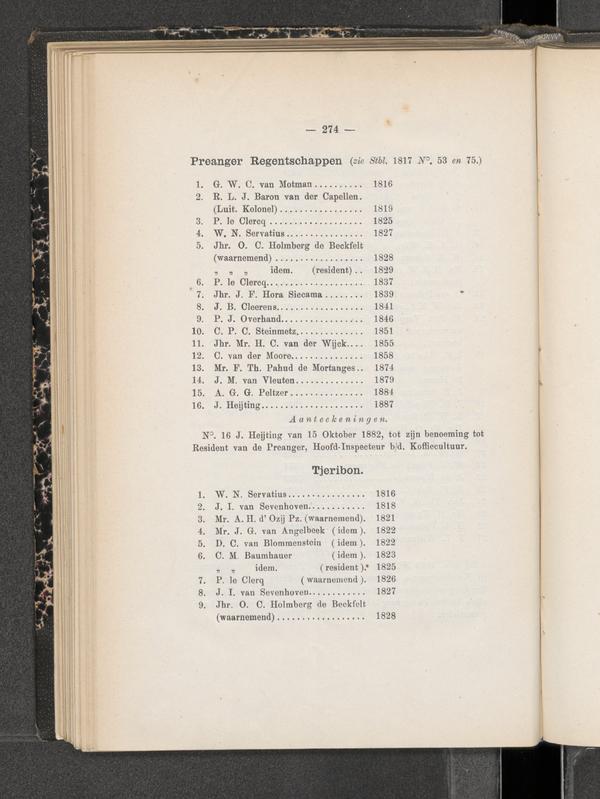 — 274 —
Preanger Regentschappen (zie Stbl. 1817 N°. 53 en 75.)
1. G. W. C. van Motman.......... 1816
2. R. L. J. Baron van der Capellen.
(Luit. Kolonel)................. 1819
3. P. le Clercq.................... 1825
4. W. N. Servatius................ 1827
5. Jhr. O. C. Holmberg de Beckfelt
(waarnemend).................. 1828
„ „ „ idem. (resident).. 1829
6. P. le Clercq.................... 1837
7. Jhr. J. F. Hora Siccama........ 1839
8. J. B. Cleerens.................. 1841
9. P. J. Overhand................. 1846
10. C. P. C. Steinmetz.............. 1851
11. Jhr. Mr. H. C. van der Wijck.... 1855
12. C. van der Moore............... 1858
13. Mr. F. Th. Pahud de Mortanges.. 1874
14. J. M. van Vleuten.............. 1879
15. A. G. G. Peltzer............... 1884
16. J. Heijting..................... 1887
Aanteekeningen.
N°. 16 J. Heijting van 15 Oktober 1882, tot zijn benoeming tot
Resident van de Preanger, Hoofd-Inspecteur b/d. Koffiecultuur.
Tjeribon.
1. W. N. Servatius................ 1816
2. J. I. van Sevenhoven............ 1818
3. Mr. A. H. d' Ozij Pz. (waarnemend). 1821
4. Mr. J. G. van Angelbeek (idem). 1822
5. D. C. van Blommenstein (idem). 1822
6. C. M. Baumhauer (idem). 1823
„ „ idem. (resident). 1825
7. P. le Clerq (waarnemend). 1826
8. J. I. van Sevenhoven............ 1827
9. Jhr. O. C. Holmberg de Beckfelt
(waarnemend).................. 1828